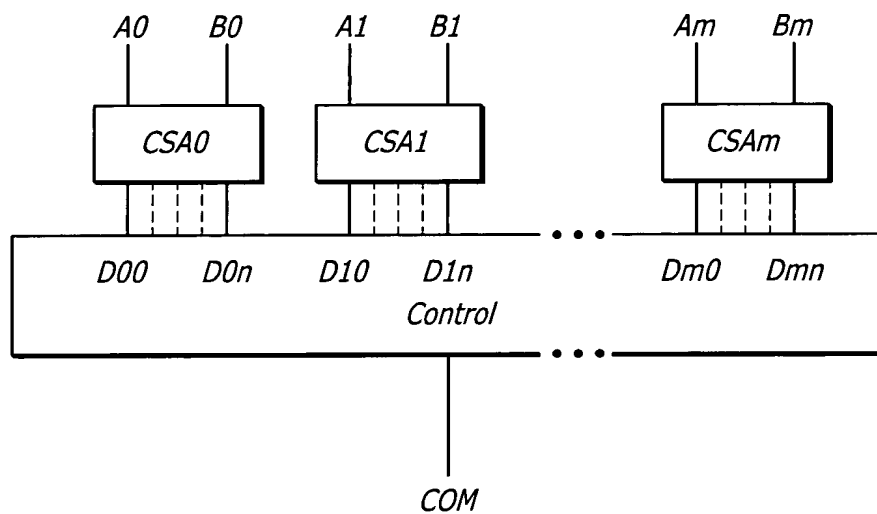 A0 B0 A1 B1 Am Bm
CSA0 CSA1 CSAm
D00 D0n D10 D1n Dm0 Dmn
Control
COM